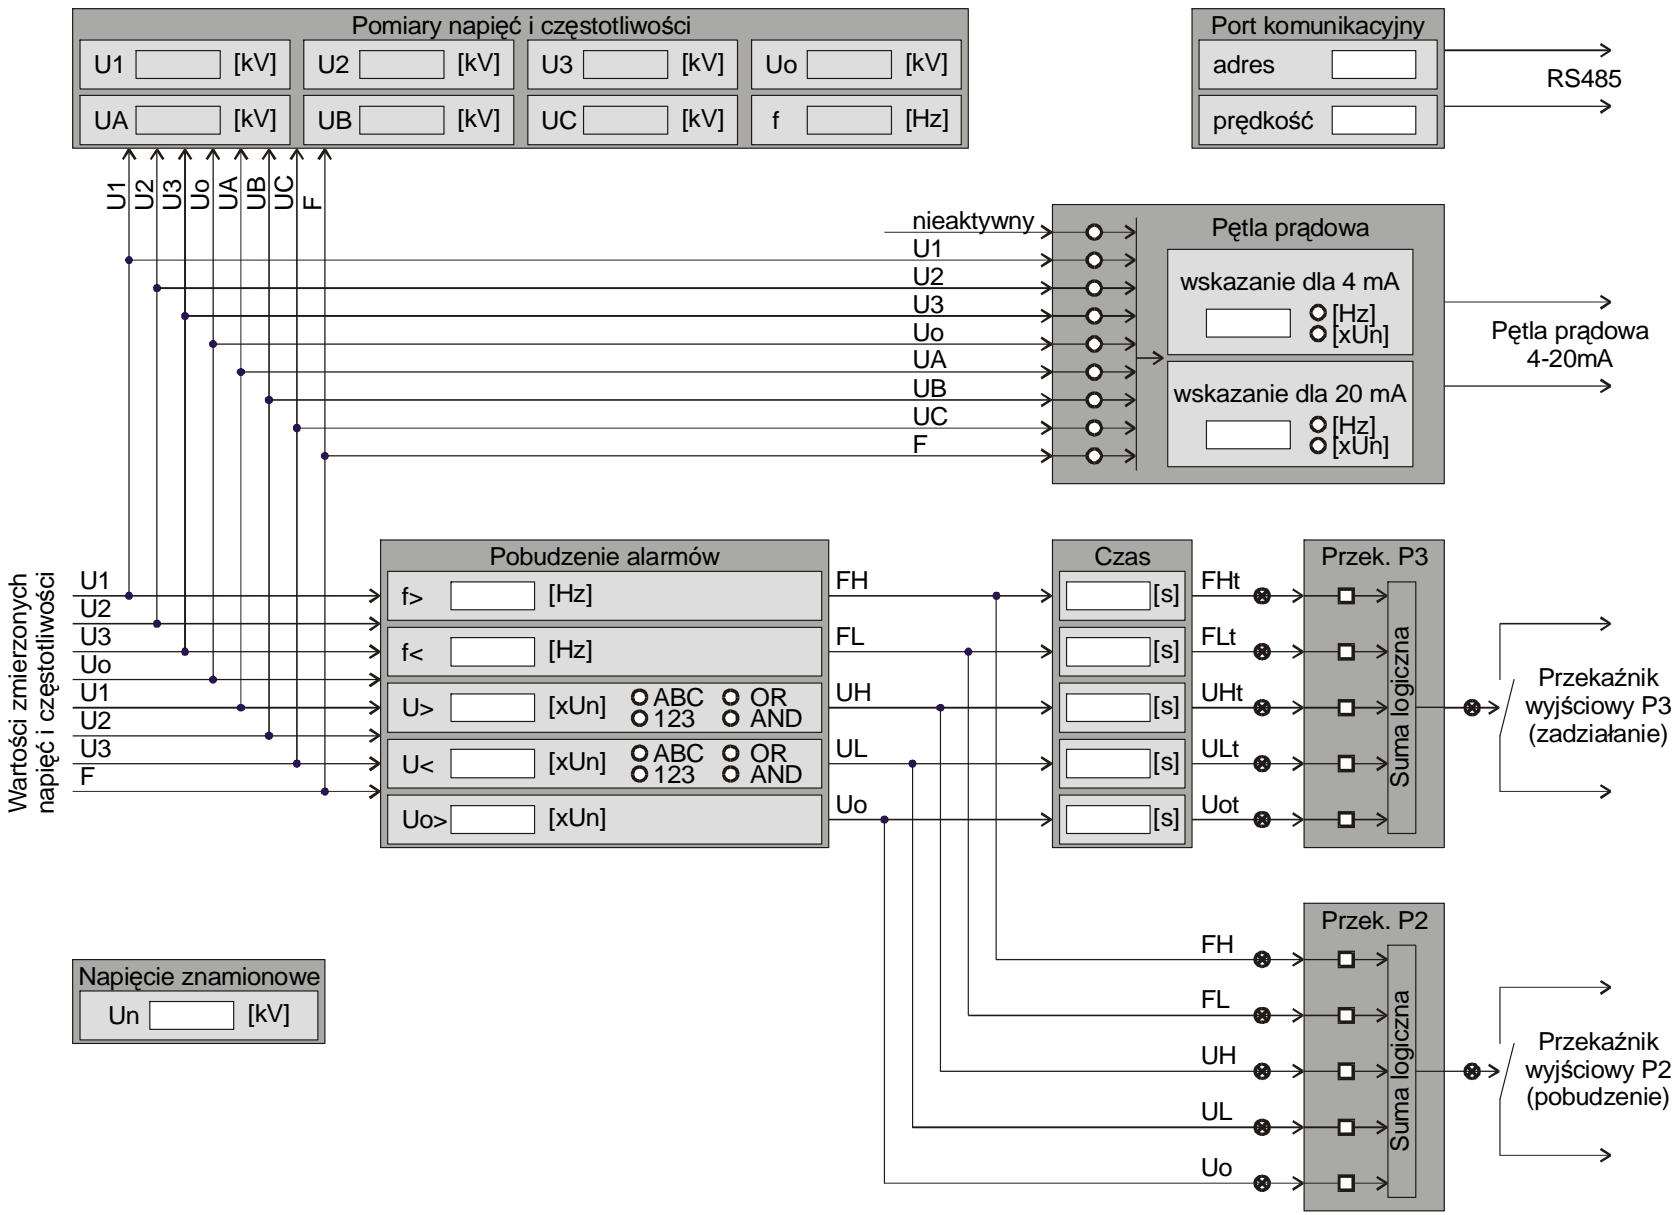 Pomiary napięć i częstotliwości
U1 [kV] U2 [kV] U3 [kV] Uo [kV]
UA [kV] UB [kV] UC [kV] f [Hz]
Port komunikacyjny
adres
prędkość
RS485
U1 U2 U3 Uo UA UB UC F
nieaktywny
U1
U2
U3
Uo
UA
UB
UC
F
Pętla prądowa
wskazanie dla 4 mA
[Hz]
[xUn]
wskazanie dla 20 mA
[Hz]
[xUn]
Pętla prądowa
4-20mA
Wartości zmierzonych
napięć i częstotliwości
U1
U2
U3
Uo
U1
U2
U3
F
Pobudzenie alarmów
f> [Hz]
f< [Hz]
U> [xUn] ABC OR
123 AND
U< [xUn] ABC OR
123 AND
Uo> [xUn]
FH
FL
UH
UL
Uo
Czas
[s]
[s]
[s]
[s]
[s]
FHt
FLt
UHt
ULt
Uot
Przek. P3
Suma logiczna
Przekaźnik
wyjściowy P3
(zadziałanie)
Napięcie znamionowe
Un [kV]
FH
FL
UH
UL
Uo
Przek. P2
Suma logiczna
Przekaźnik
wyjściowy P2
(pobudzenie)